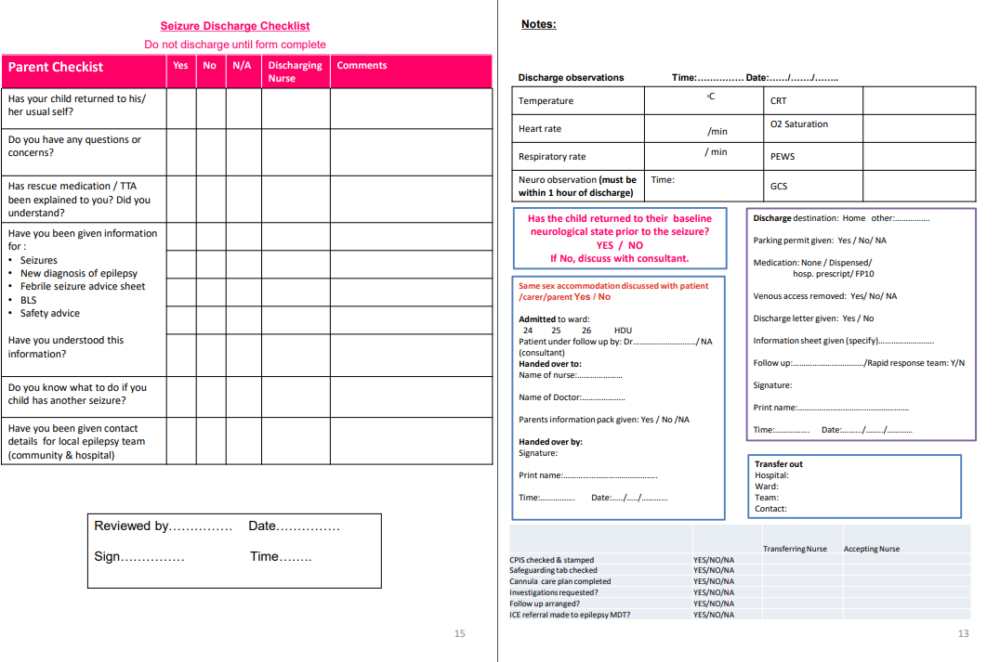 Seizure Discharge Checklist
Do not discharge until form complete
Parent Checkist Yes No N/A Discharging Comments
Nurse
Has your child returned to his/
her usual self?
Do you have any questions or
concerns?
Has rescue medication / TTA
been explained to you? Did you
understand?
Have you been given information
for :
• Seizures
• New diagnosis of epilepsy
• Febrile seizure advice sheet
• BLS
• Safety advice
Have you understood this
information?
Do you know what to do if you
child has another seizure?
Have you been given contact
details for local epilepsy team
(community & hospital)
Reviewed by…………… Date……………
Sign…………… Time……..
15
Notes:
Discharge observations Time:…………… Date:……/……./……..
Temperature °C CRT
Heart rate /min O2 Saturation
Respiratory rate / min PEWS
Neuro observation (must be Time: GCS
within 1 hour of discharge)
Has the child returned to their baseline
neurological state prior to the seizure?
YES / NO
If No, discuss with consultant.
Same sex accommodation discussed with patient
/carer/parent Yes / No
Admitted to ward:
24 25 26 HDU
Patient under follow up by: Dr………………………./ NA
(consultant)
Handed over to:
Name of nurse:…………………
Name of Doctor:………………..
Parents information pack given: Yes / No /NA
Handed over by:
Signature:
Print name:……………………………………
Time:…………… Date:…../…../………..
Discharge destination: Home other:……………
Parking permit given: Yes / No/ NA
Medication: None / Dispensed/
hosp. prescript/ FP10
Venous access removed: Yes/ No/ NA
Discharge letter given: Yes / No
Information sheet given (specify)…………………….
Follow up:…………………………../Rapid response team: Y/N
Signature:
Print name:…………………………………………..
Time:…………… Date:……../……../………..
Transfer out
Hospital:
Ward:
Team:
Contact:
Transferring Nurse Accepting Nurse
CPIS checked & stamped YES/NO/NA
Safeguarding tab checked YES/NO/NA
Cannula care plan completed YES/NO/NA
Investigations requested? YES/NO/NA
Follow up arranged? YES/NO/NA
ICE referral made to epilepsy MDT? YES/NO/NA
13